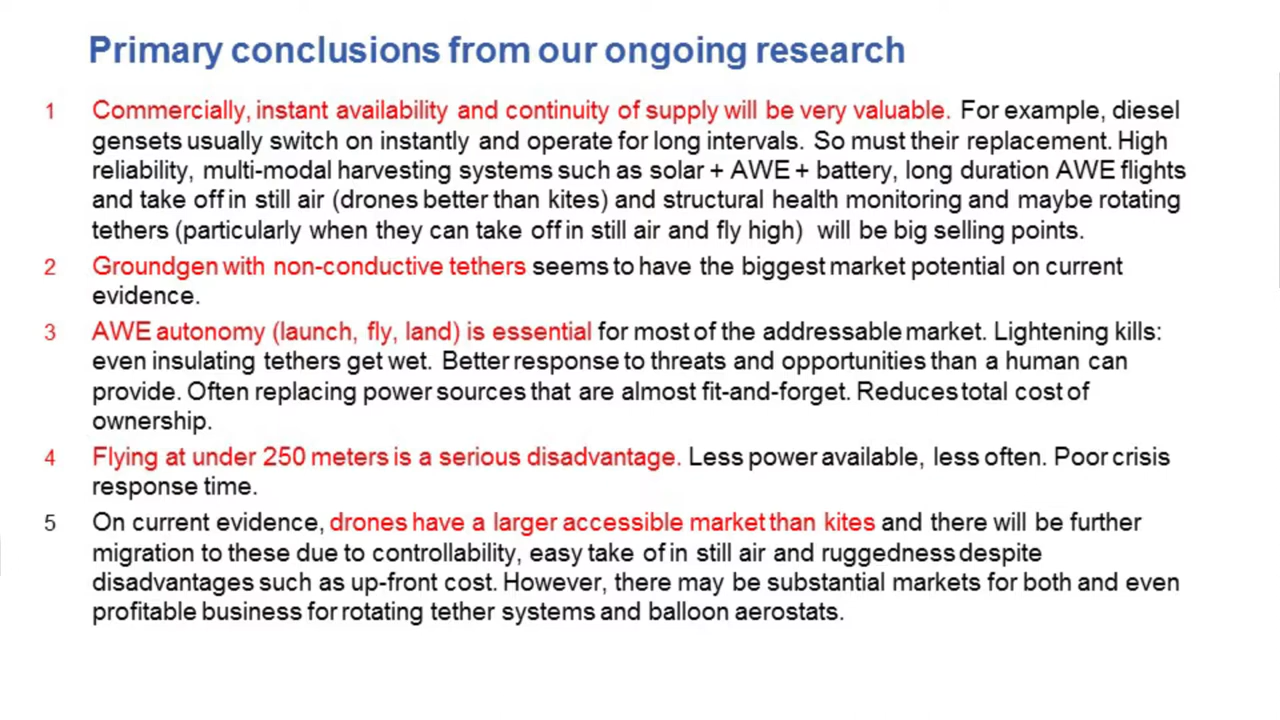 Primary conclusions from our ongoing research
1 Commercially, instant availability and continuity of supply will be very valuable. For example, diesel
gensets usually switch on instantly and operate for long intervals. So must their replacement. High
reliability, multi-modal harvesting systems such as solar + AWE + battery, long duration AWE flights
and take off in still air (drones better than kites) and structural health monitoring and maybe rotating
tethers (particularly when they can take off in still air and fly high) will be big selling points.
2 Groundgen with non-conductive tethers seems to have the biggest market potential on current
evidence.
3 AWE autonomy (launch, fly, land) is essential for most of the addressable market. Lightening kills:
even insulating tethers get wet. Better response to threats and opportunities than a human can
provide. Often replacing power sources that are almost fit-and-forget. Reduces total cost of
ownership.
4 Flying at under 250 meters is a serious disadvantage. Less power available, less often. Poor crisis
response time.
5 On current evidence, drones have a larger accessible market than kites and there will be further
migration to these due to controllability, easy take of in still air and ruggedness despite
disadvantages such as up-front cost. However, there may be substantial markets for both and even
profitable business for rotating tether systems and balloon aerostats.